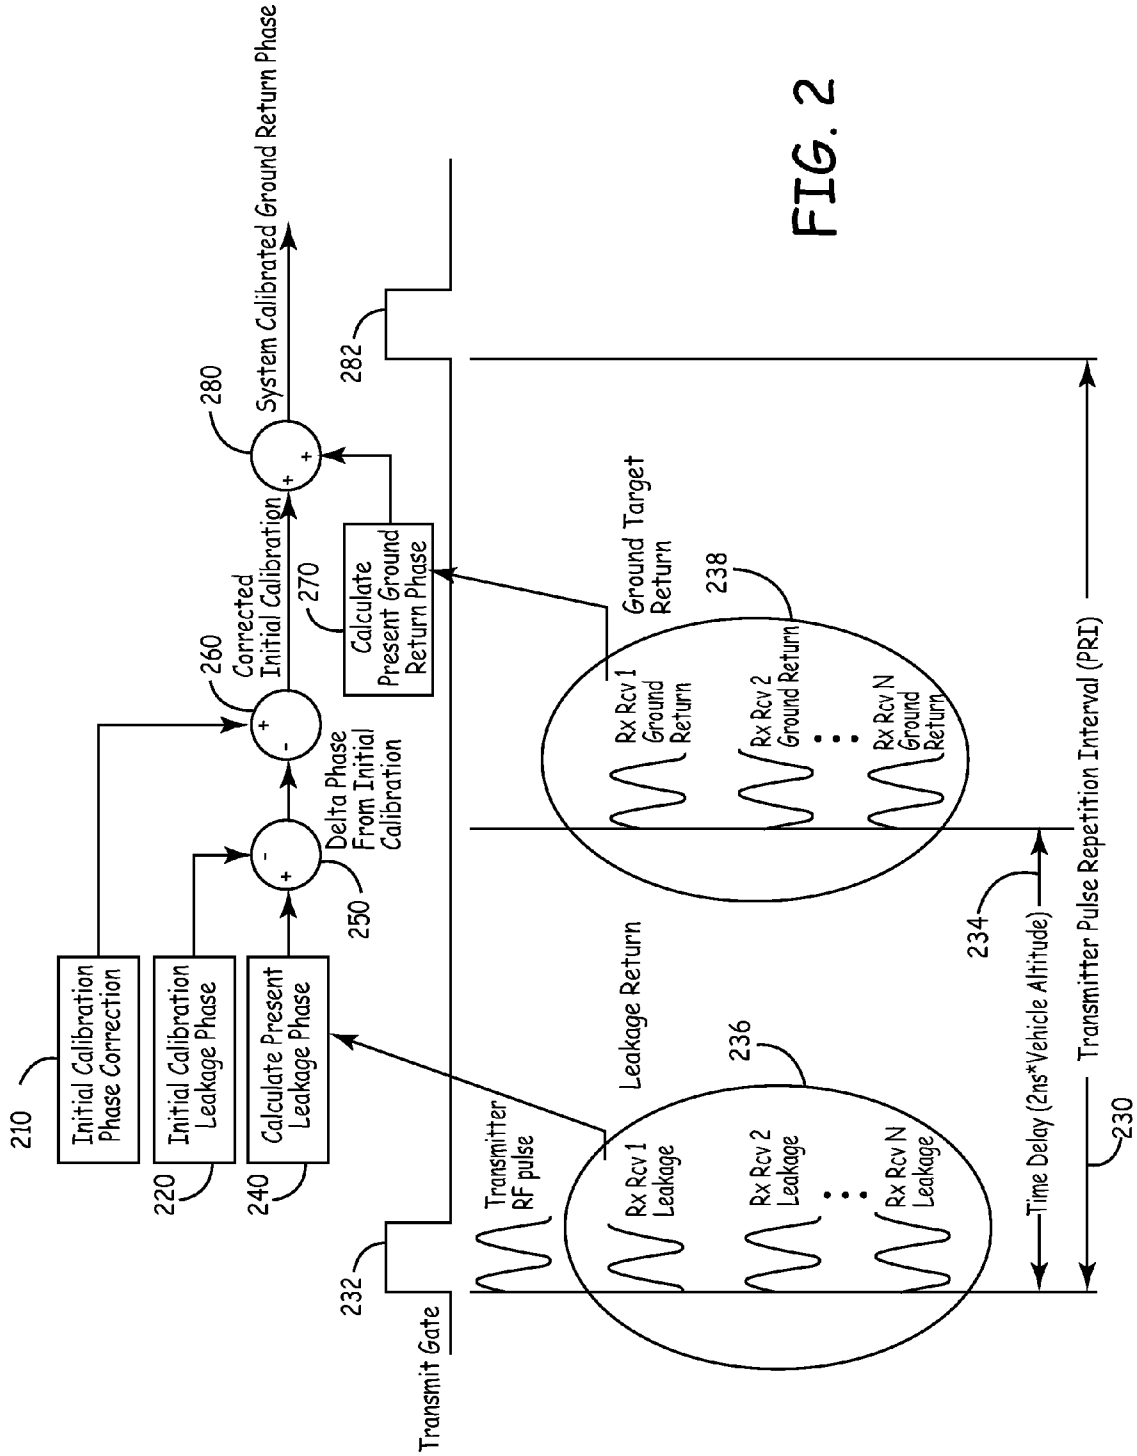 210
Initial Calibration
Phase Correction
220
Initial Calibration
Leakage Phase
240
Calculate Present
Leakage Phase
250
-
+
Delta Phase
From Initial
Calibration
260
+
-
Corrected
Initial Calibration
270
Calculate
Present Ground
Return Phase
280
+
+
System Calibrated Ground Return Phase
Transmit Gate
232
282
Transmitter
RF pulse
Rx Rcv 1
Leakage
Rx Rcv 2
Leakage
Rx Rcv N
Leakage
236
Leakage Return
Rx Rcv 1
Ground
Return
Rx Rcv 2
Ground Return
Rx Rcv N
Ground
Return
238
Ground Target
Return
234
Time Delay (2ns*Vehicle Altitude)
Transmitter Pulse Repetition Interval (PRI)
230
FIG. 2